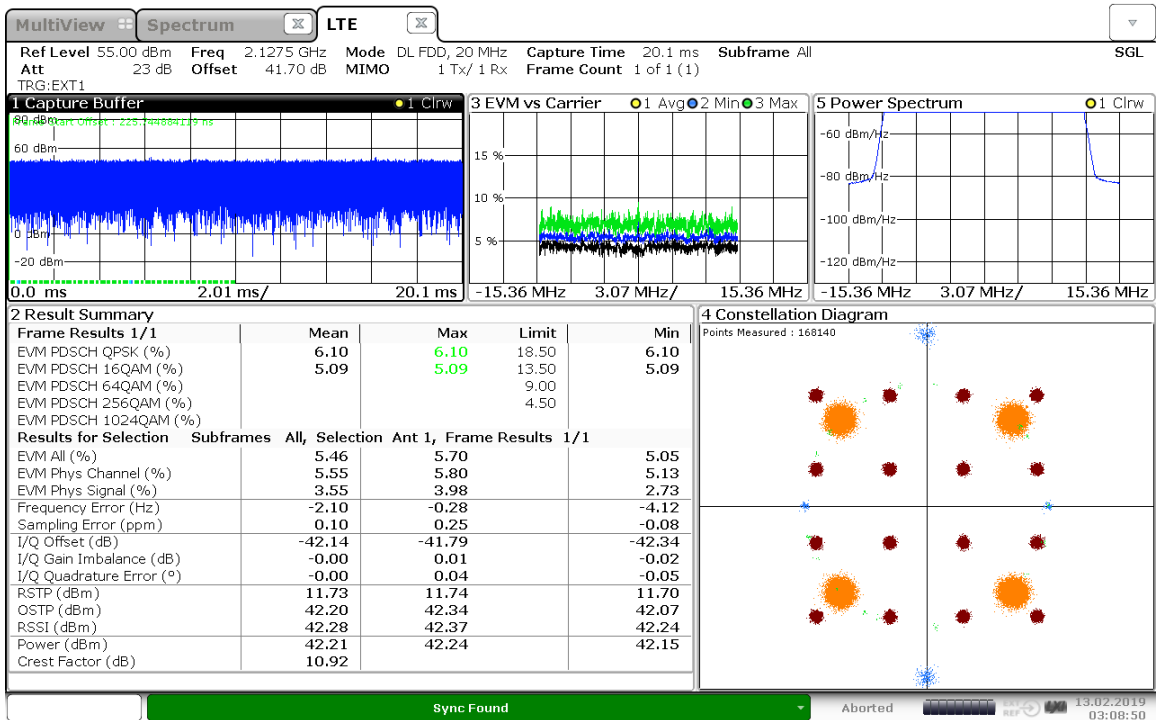 MultiView Spectrum LTE
Ref Level 55.00 dBm Freq 2.1275 GHz Mode DL FDD, 20 MHz Capture Time 20.1 ms Subframe All SGL
Att 23 dB Offset 41.70 dB MIMO 1 Tx/ 1 Rx Frame Count 1 of 1 (1)
TRG:EXT1
1 Capture Buffer 1 Clrw
80 dBm
60 dBm
0 dBm
-20 dBm
0.0 ms 2.01 ms/ 20.1 ms
3 EVM vs Carrier 1 Avg 2 Min 3 Max
15 %
10 %
5 %
-15.36 MHz 3.07 MHz/ 15.36 MHz
5 Power Spectrum 1 Clrw
-60 dBm/Hz
-80 dBm/Hz
-100 dBm/Hz
-120 dBm/Hz
-15.36 MHz 3.07 MHz/ 15.36 MHz
2 Result Summary
Frame Results 1/1 Mean Max Limit Min
EVM PDSCH QPSK (%) 6.10 6.10 18.50 6.10
EVM PDSCH 16QAM (%) 5.09 5.09 13.50 5.09
EVM PDSCH 64QAM (%) 9.00
EVM PDSCH 256QAM (%) 4.50
EVM PDSCH 1024QAM (%)
Results for Selection Subframes All, Selection Ant 1, Frame Results 1/1
EVM All (%) 5.46 5.70 5.05
EVM Phys Channel (%) 5.55 5.80 5.13
EVM Phys Signal (%) 3.55 3.98 2.73
Frequency Error (Hz) -2.10 -0.28 -4.12
Sampling Error (ppm) 0.10 0.25 -0.08
I/Q Offset (dB) -42.14 -41.79 -42.34
I/Q Gain Imbalance (dB) -0.00 0.01 -0.02
I/Q Quadrature Error (°) -0.00 0.04 -0.05
RSTP (dBm) 11.73 11.74 11.70
OSTP (dBm) 42.20 42.34 42.07
RSSI (dBm) 42.28 42.37 42.24
Power (dBm) 42.21 42.24 42.15
Crest Factor (dB) 10.92
4 Constellation Diagram
Points Measured : 168140
Sync Found Aborted EXT REF 13.02.2019
03:08:50